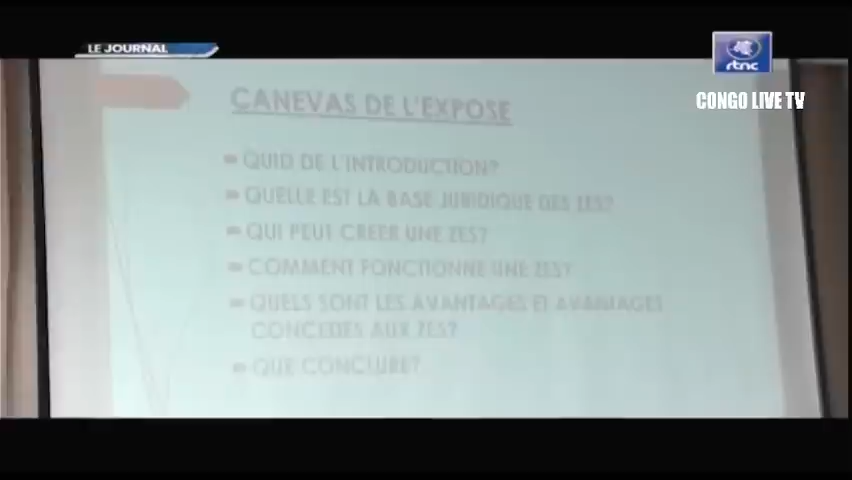 LE JOURNAL
rtnc
CONGO LIVE TV
CANEVAS DE L'EXPOSE
QUID DE L'INTRODUCTION?
QUELLE EST LA BASE JURIDIQUE DES ZES?
QUI PEUT CREER UNE ZES?
COMMENT FONCTIONNE UNE ZES?
QUELS SONT LES AVANTAGES ET AVANTAGES
CONCEDES AUX ZES?
QUE CONCLURE?